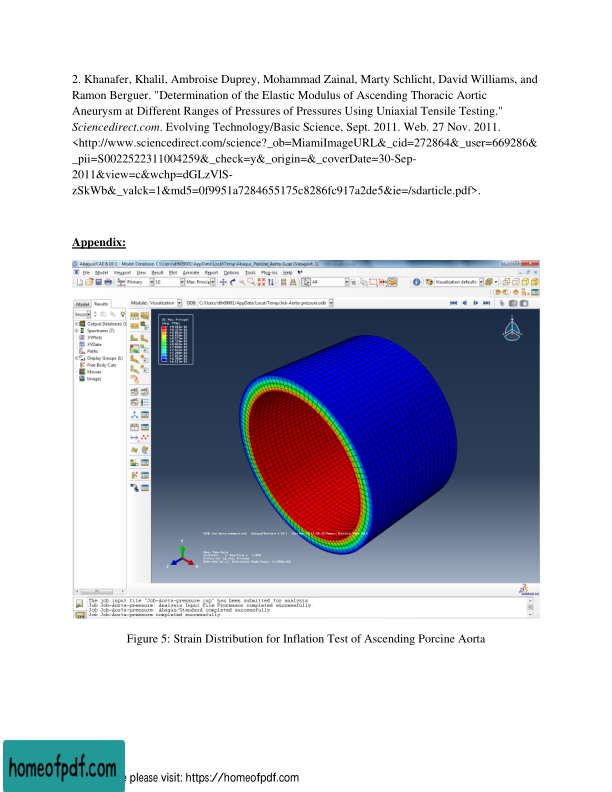 2. Khanafer, Khalil, Ambroise Duprey, Mohammad Zainal, Marty Schlicht, David Williams, and
Ramon Berguer. "Determination of the Elastic Modulus of Ascending Thoracic Aortic
Aneurysm at Different Ranges of Pressures of Pressures Using Uniaxial Tensile Testing."
Sciencedirect.com. Evolving Technology/Basic Science, Sept. 2011. Web. 27 Nov. 2011.
<http://www.sciencedirect.com/science?_ob=MiamiImageURL&_cid=272864&_user=669286&
_pii=S0022522311004259&_check=y&_origin=&_coverDate=30-Sep-
2011&view=c&wchp=dGLzVlS-
zSkWb&_valck=1&md5=0f9951a7284655175c8286fc917a2de5&ie=/sdarticle.pdf>.
Appendix:
Abaqus/CAE 6.10-1 - Model Database: C:\Users\dHK0901\AppData\Local\Temp\Abaqus_Porcine_Aorta-3.cae [Viewport: 1]
File Model Viewport View Result Plot Animate Report Options Tools Plug-ins Help
Primary LE Max. Principal All Visualization defaults
Model Results Module: Visualization ODB: C:/Users/dHK0901/AppData/Local/Temp/Job-Aorta-pressure.odb
Output Databases
Spectrums (7)
XYPlots
XYData
Paths
Display Groups (1)
Free Body Cuts
Movies
Images
LE, Max. Principal
The job input file "Job-Aorta-pressure.inp" has been submitted for analysis.
Job Job-Aorta-pressure: Analysis Input File Processor completed successfully.
Job Job-Aorta-pressure: Abaqus/Standard completed successfully.
Job Job-Aorta-pressure completed successfully.
Figure 5: Strain Distribution for Inflation Test of Ascending Porcine Aorta
homeofpdf.com
please visit: https://homeofpdf.com